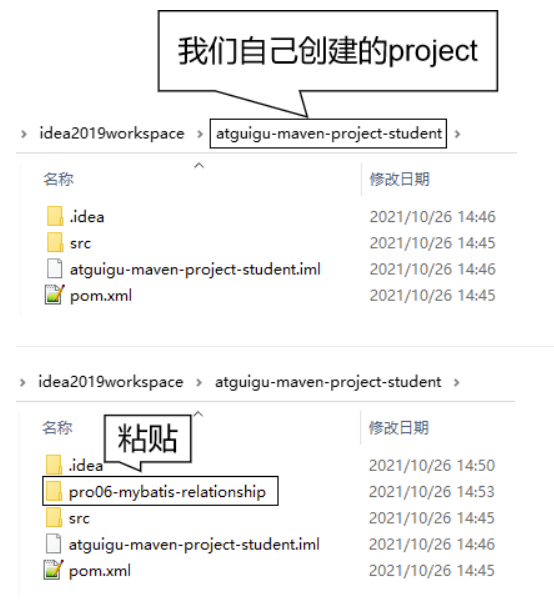 我们自己创建的project
› idea2019workspace › atguigu-maven-project-student ›
名称 修改日期
.idea 2021/10/26 14:46
src 2021/10/26 14:45
atguigu-maven-project-student.iml 2021/10/26 14:46
pom.xml 2021/10/26 14:45
› idea2019workspace › atguigu-maven-project-student ›
名称 修改日期
粘贴
.idea 2021/10/26 14:50
pro06-mybatis-relationship 2021/10/26 14:53
src 2021/10/26 14:45
atguigu-maven-project-student.iml 2021/10/26 14:46
pom.xml 2021/10/26 14:45